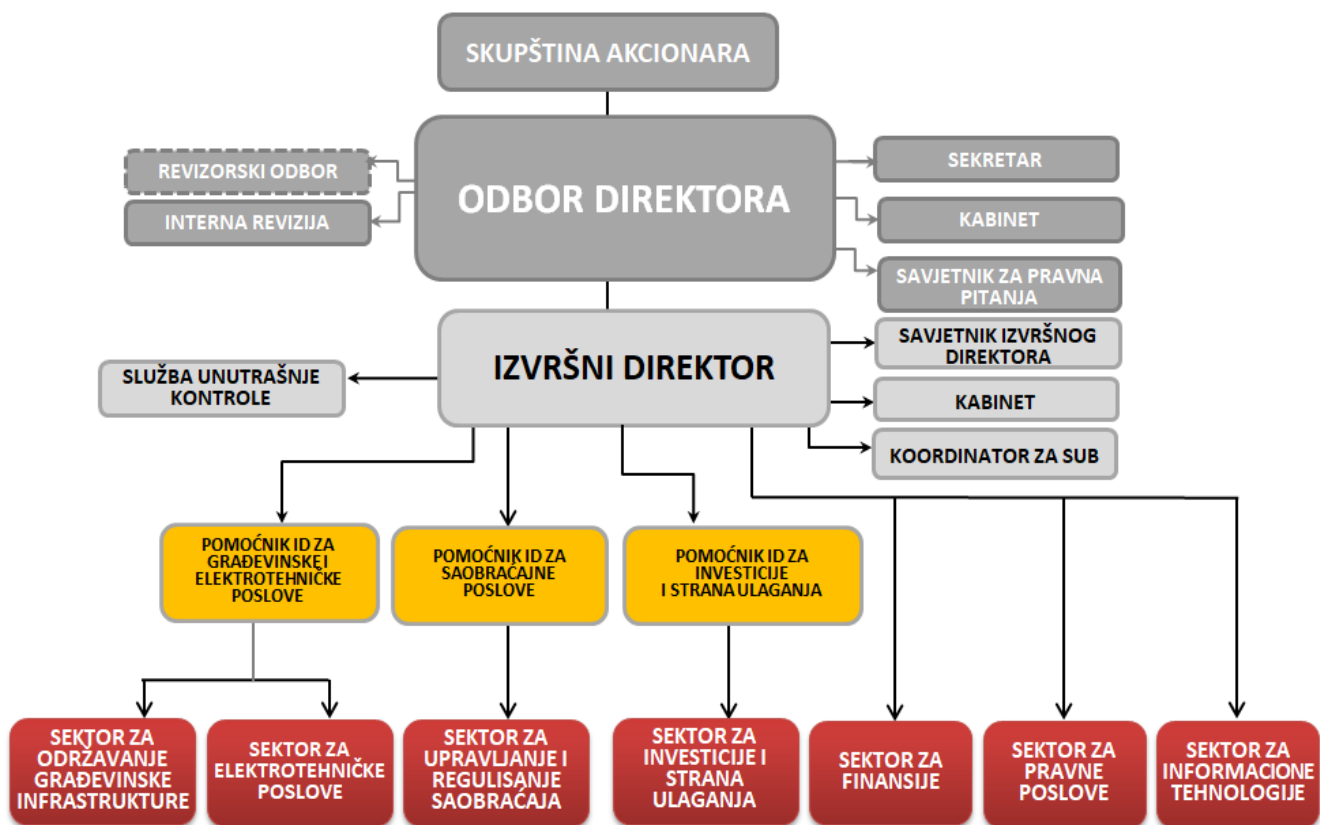 SKUPŠTINA AKCIONARA
REVIZORSKI ODBOR
INTERNA REVIZIJA
ODBOR DIREKTORA
SEKRETAR
KABINET
SAVJETNIK ZA PRAVNA
PITANJA
SLUŽBA UNUTRAŠNJE
KONTROLE
IZVRŠNI DIREKTOR
SAVJETNIK IZVRŠNOG
DIREKTORA
KABINET
KOORDINATOR ZA SUB
POMOĆNIK ID ZA
GRAĐEVINSKE I
ELEKTROTEHNIČKE
POSLOVE
POMOĆNIK ID ZA
SAOBRAĆAJNE
POSLOVE
POMOĆNIK ID ZA
INVESTICIJE
I STRANA ULAGANJA
SEKTOR ZA
ODRŽAVANJE
GRAĐEVINSKE
INFRASTRUKTURE
SEKTOR ZA
ELEKTROTEHNIČKE
POSLOVE
SEKTOR ZA
UPRAVLJANJE I
REGULISANJE
SAOBRAĆAJA
SEKTOR ZA
INVESTICIJE I
STRANA
ULAGANJA
SEKTOR ZA
FINANSIJE
SEKTOR ZA
PRAVNE
POSLOVE
SEKTOR ZA
INFORMACIONE
TEHNOLOGIJE